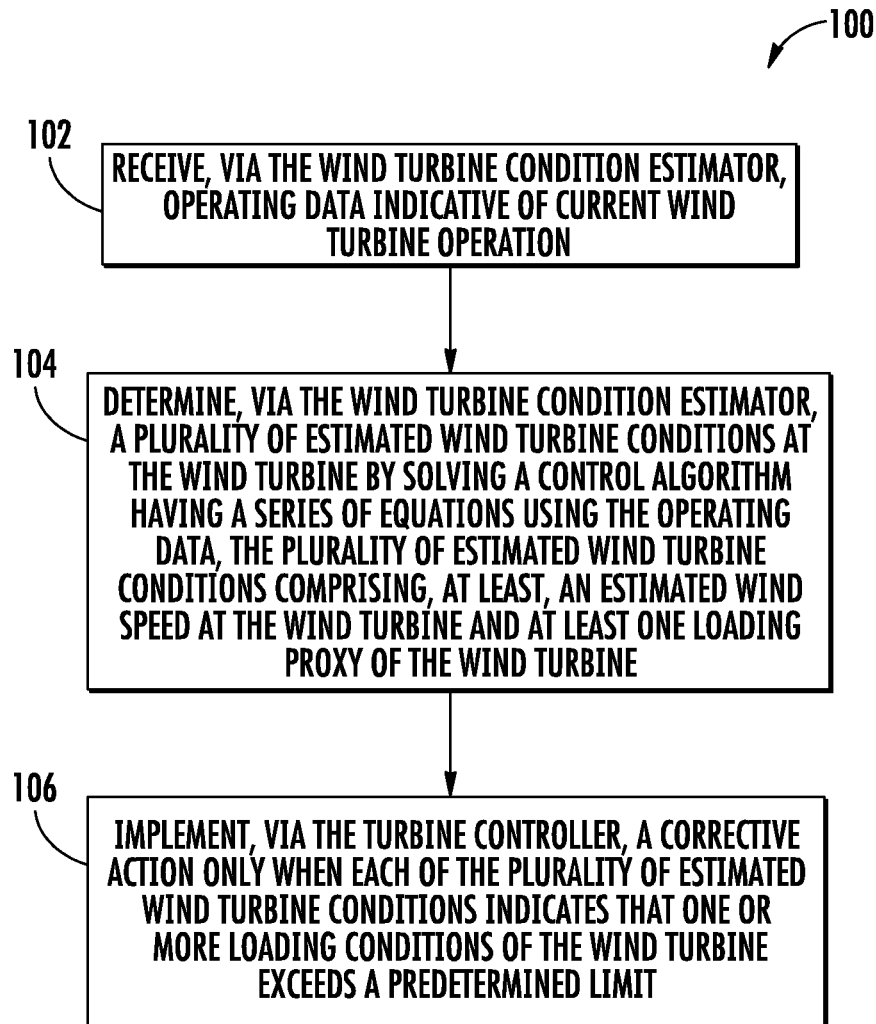 100
102
RECEIVE, VIA THE WIND TURBINE CONDITION ESTIMATOR,
OPERATING DATA INDICATIVE OF CURRENT WIND
TURBINE OPERATION
104
DETERMINE, VIA THE WIND TURBINE CONDITION ESTIMATOR,
A PLURALITY OF ESTIMATED WIND TURBINE CONDITIONS AT
THE WIND TURBINE BY SOLVING A CONTROL ALGORITHM
HAVING A SERIES OF EQUATIONS USING THE OPERATING
DATA, THE PLURALITY OF ESTIMATED WIND TURBINE
CONDITIONS COMPRISING, AT LEAST, AN ESTIMATED WIND
SPEED AT THE WIND TURBINE AND AT LEAST ONE LOADING
PROXY OF THE WIND TURBINE
106
IMPLEMENT, VIA THE TURBINE CONTROLLER, A CORRECTIVE
ACTION ONLY WHEN EACH OF THE PLURALITY OF ESTIMATED
WIND TURBINE CONDITIONS INDICATES THAT ONE OR
MORE LOADING CONDITIONS OF THE WIND TURBINE
EXCEEDS A PREDETERMINED LIMIT